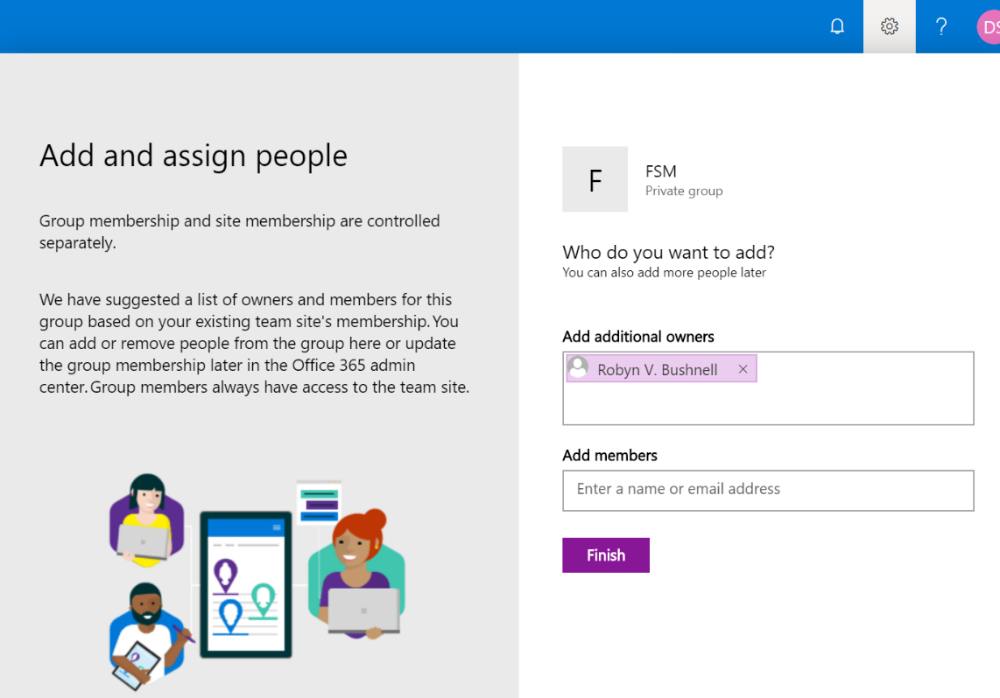 DS
Add and assign people
Group membership and site membership are controlled
separately.
We have suggested a list of owners and members for this
group based on your existing team site's membership. You
can add or remove people from the group here or update
the group membership later in the Office 365 admin
center. Group members always have access to the team site.
F
FSM
Private group
Who do you want to add?
You can also add more people later
Add additional owners
Robyn V. Bushnell
Add members
Enter a name or email address
Finish